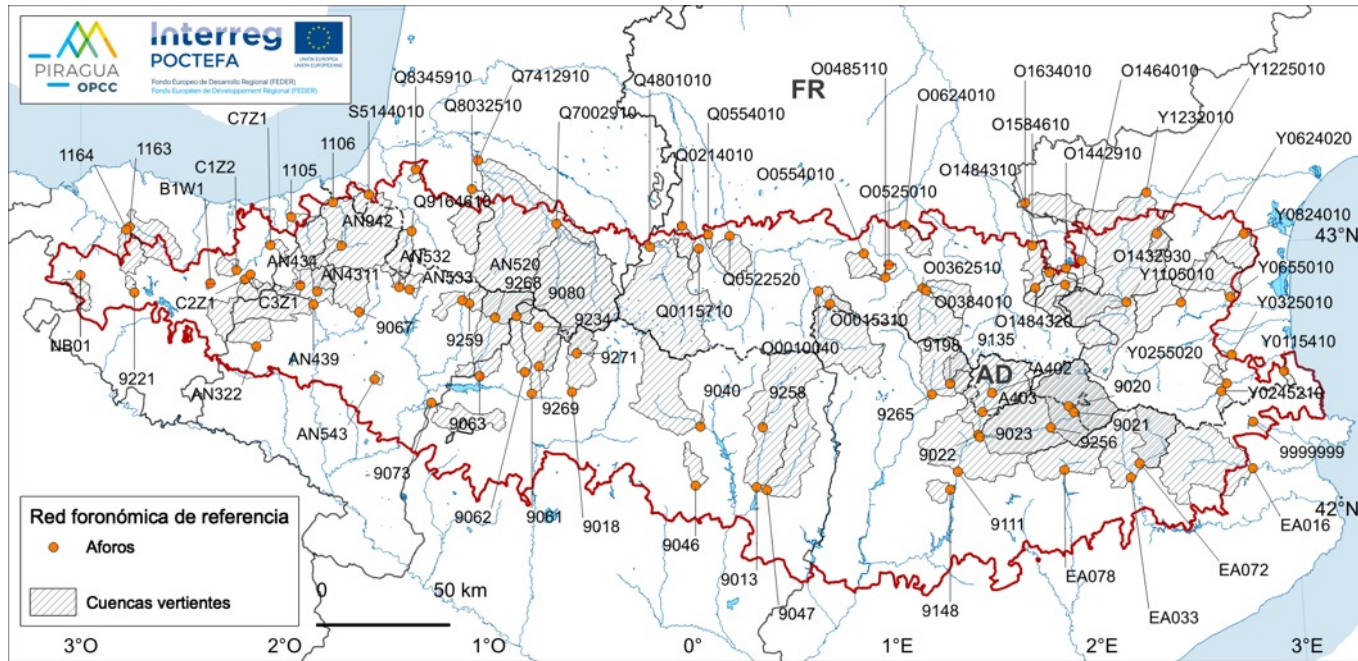 PIRAGUA
OPCC
Interreg
POCTEFA
UNIÓN EUROPEA
UNION EUROPÉENNE
Fondo Europeo de Desarrollo Regional (FEDER)
Fonds Européen de Développement Régional (FEDER)
Q8345910
Q7412910
Q8032510
S5144010
Q7002910
Q4801010
Q0554010
Q0214010
FR
O0485110
O0624010
O1634010
O1464010
Y1225010
O1584610
Y1232010
O1442910
Y0624020
O1484310
O0554010
O0525010
C7Z1
1106
1163
1164
C1Z2
1105
B1W1
AN942
Q9164610
AN434
AN532
AN4311
AN533
AN520
9268
9080
Q0522520
O0362510
O1432930
Y1105010
Y0824010
43°N
Y0655010
Y0325010
C2Z1
C3Z1
9067
9259
9234
Q0115710
O0015310
O0384010
O1484320
NB01
9221
AN439
AN322
9271
O0010040
9198
9135
AD
A402
A403
Y0255020
9020
Y0115410
Y0245210
9040
9258
9265
AN543
9063
9269
9023
9021
9256
9022
9999999
9073
9062
9061
9018
9046
9013
9047
9111
9148
EA078
EA033
EA072
EA016
42°N
Red foronómica de referencia
Aforos
Cuencas vertientes
0
50 km
3°O
2°O
1°O
0°
1°E
2°E
3°E